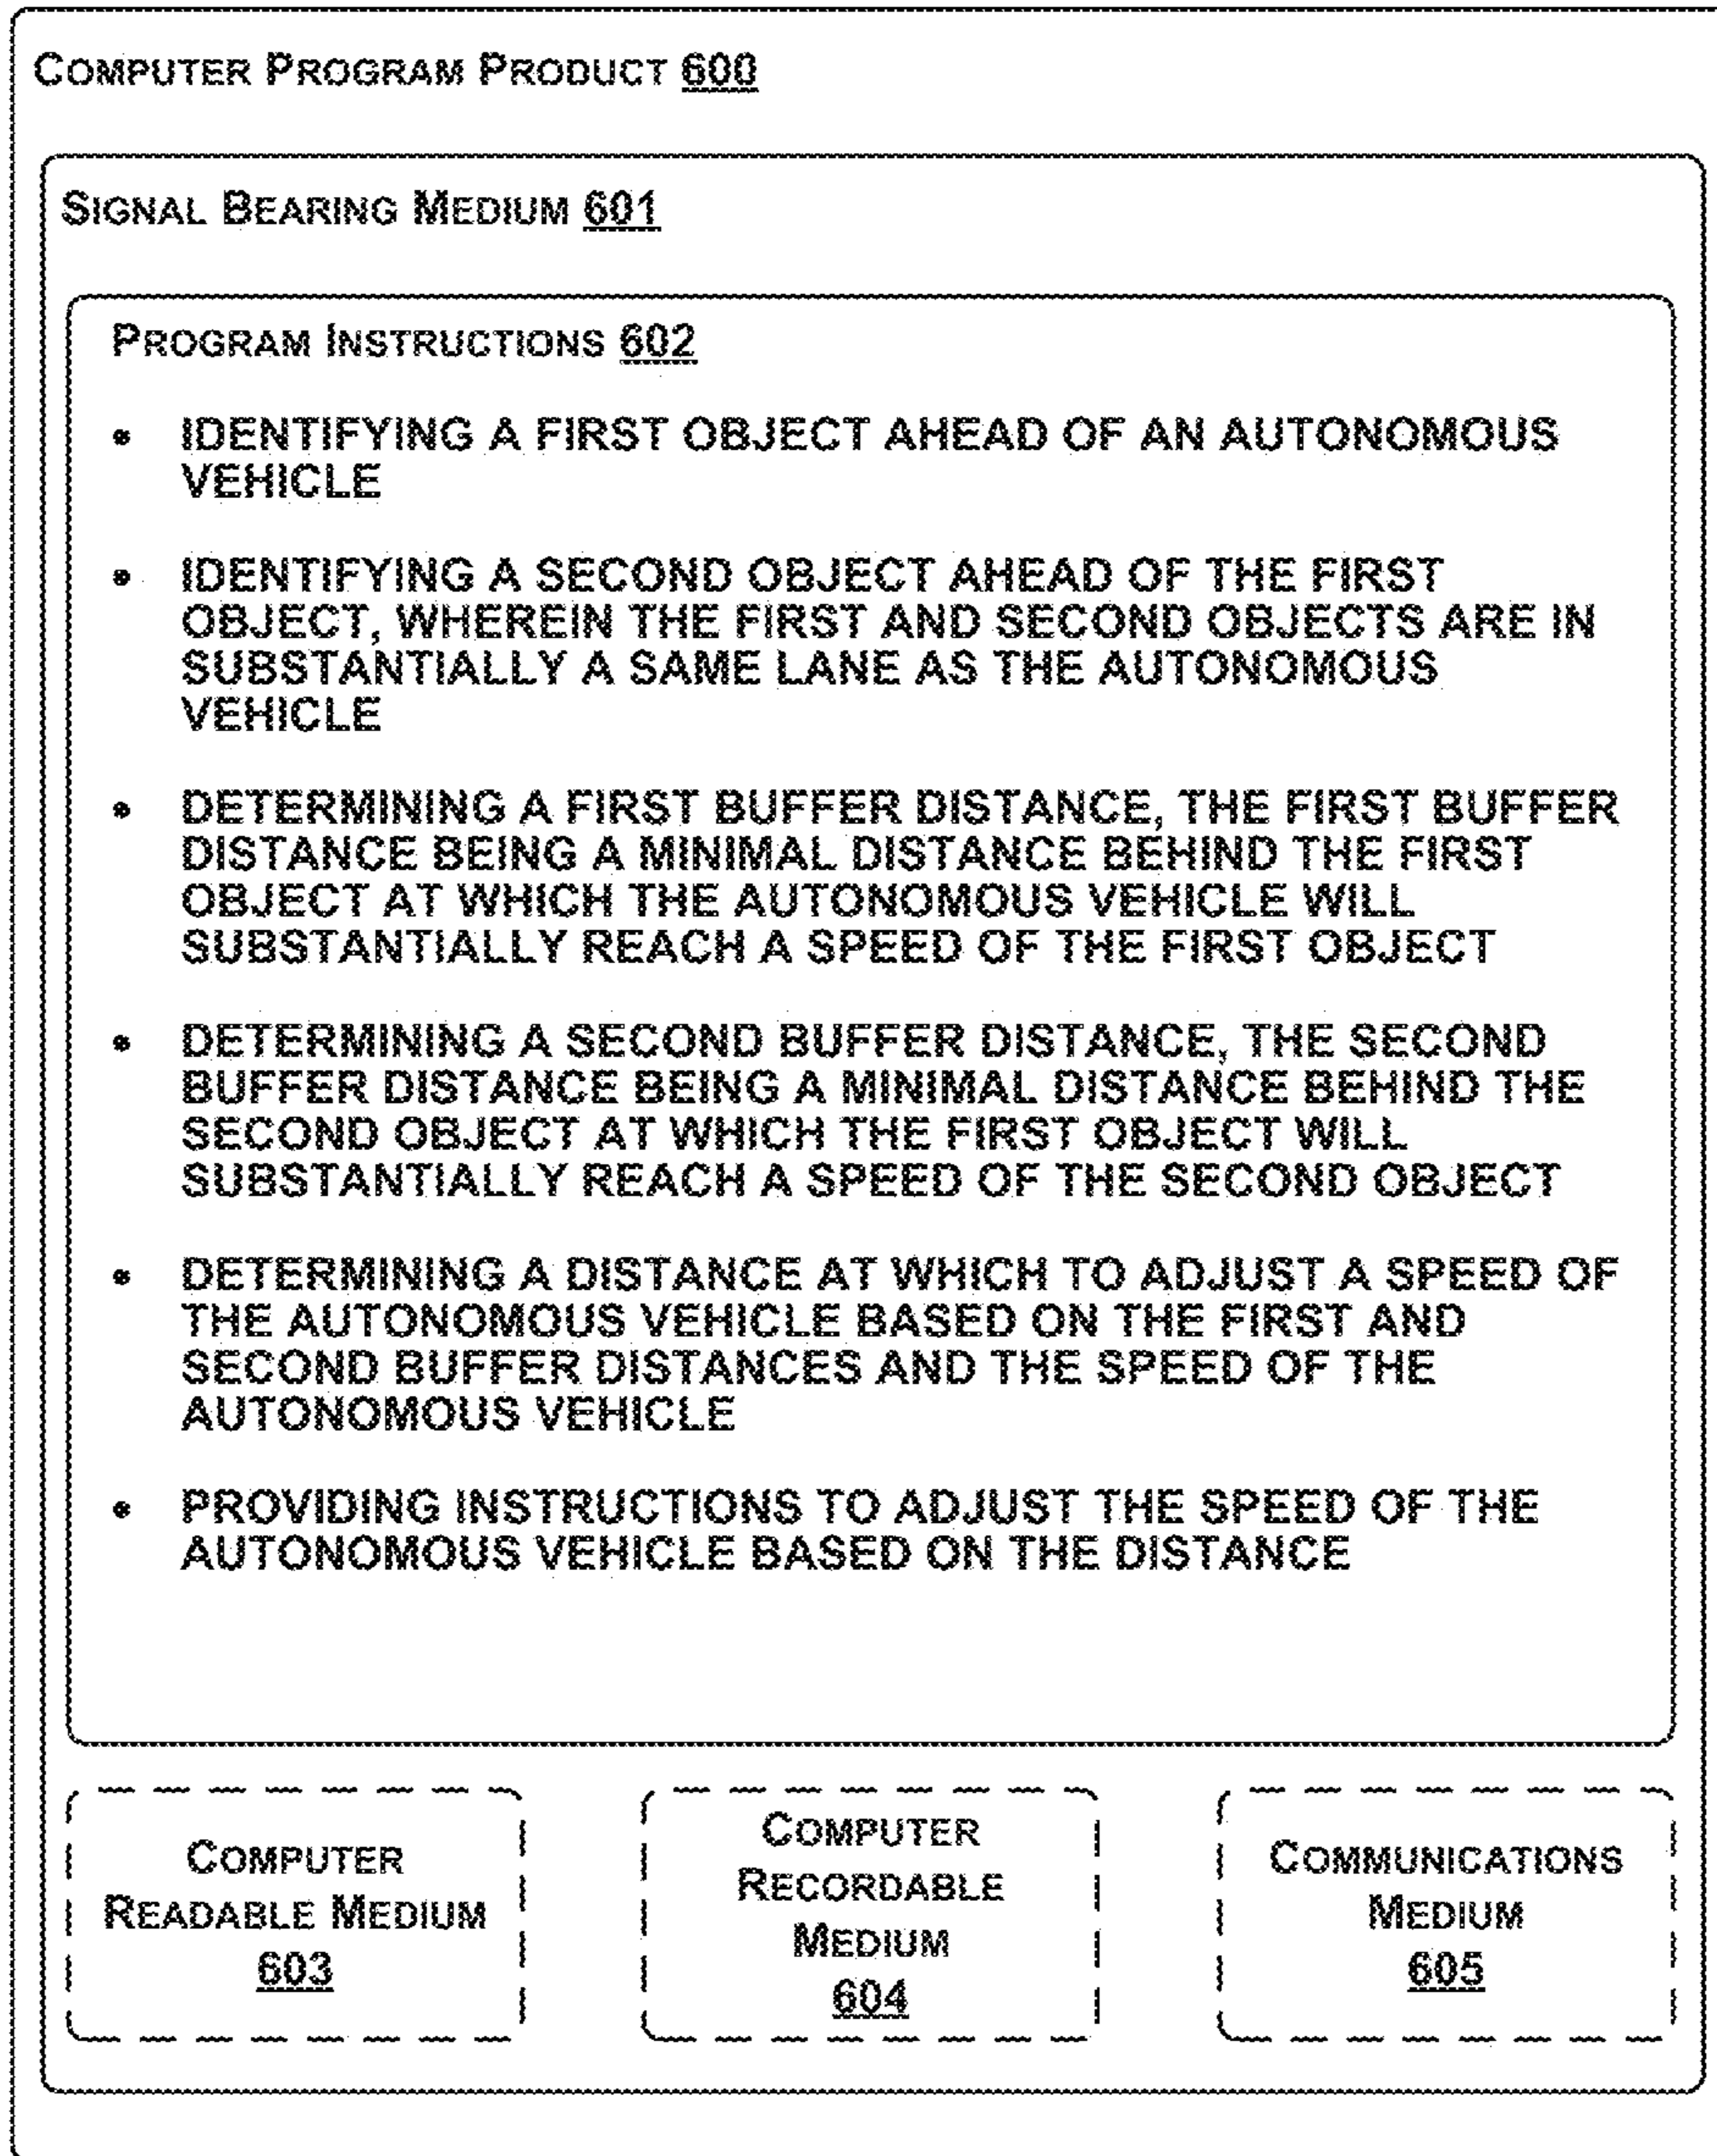 COMPUTER PROGRAM PRODUCT 600
SIGNAL BEARING MEDIUM 601
PROGRAM INSTRUCTIONS 602
• IDENTIFYING A FIRST OBJECT AHEAD OF AN AUTONOMOUS
VEHICLE
• IDENTIFYING A SECOND OBJECT AHEAD OF THE FIRST
OBJECT, WHEREIN THE FIRST AND SECOND OBJECTS ARE IN
SUBSTANTIALLY A SAME LANE AS THE AUTONOMOUS
VEHICLE
• DETERMINING A FIRST BUFFER DISTANCE, THE FIRST BUFFER
DISTANCE BEING A MINIMAL DISTANCE BEHIND THE FIRST
OBJECT AT WHICH THE AUTONOMOUS VEHICLE WILL
SUBSTANTIALLY REACH A SPEED OF THE FIRST OBJECT
• DETERMINING A SECOND BUFFER DISTANCE, THE SECOND
BUFFER DISTANCE BEING A MINIMAL DISTANCE BEHIND THE
SECOND OBJECT AT WHICH THE FIRST OBJECT WILL
SUBSTANTIALLY REACH A SPEED OF THE SECOND OBJECT
• DETERMINING A DISTANCE AT WHICH TO ADJUST A SPEED OF
THE AUTONOMOUS VEHICLE BASED ON THE FIRST AND
SECOND BUFFER DISTANCES AND THE SPEED OF THE
AUTONOMOUS VEHICLE
• PROVIDING INSTRUCTIONS TO ADJUST THE SPEED OF THE
AUTONOMOUS VEHICLE BASED ON THE DISTANCE
COMPUTER
READABLE MEDIUM
603
COMPUTER
RECORDABLE
MEDIUM
604
COMMUNICATIONS
MEDIUM
605